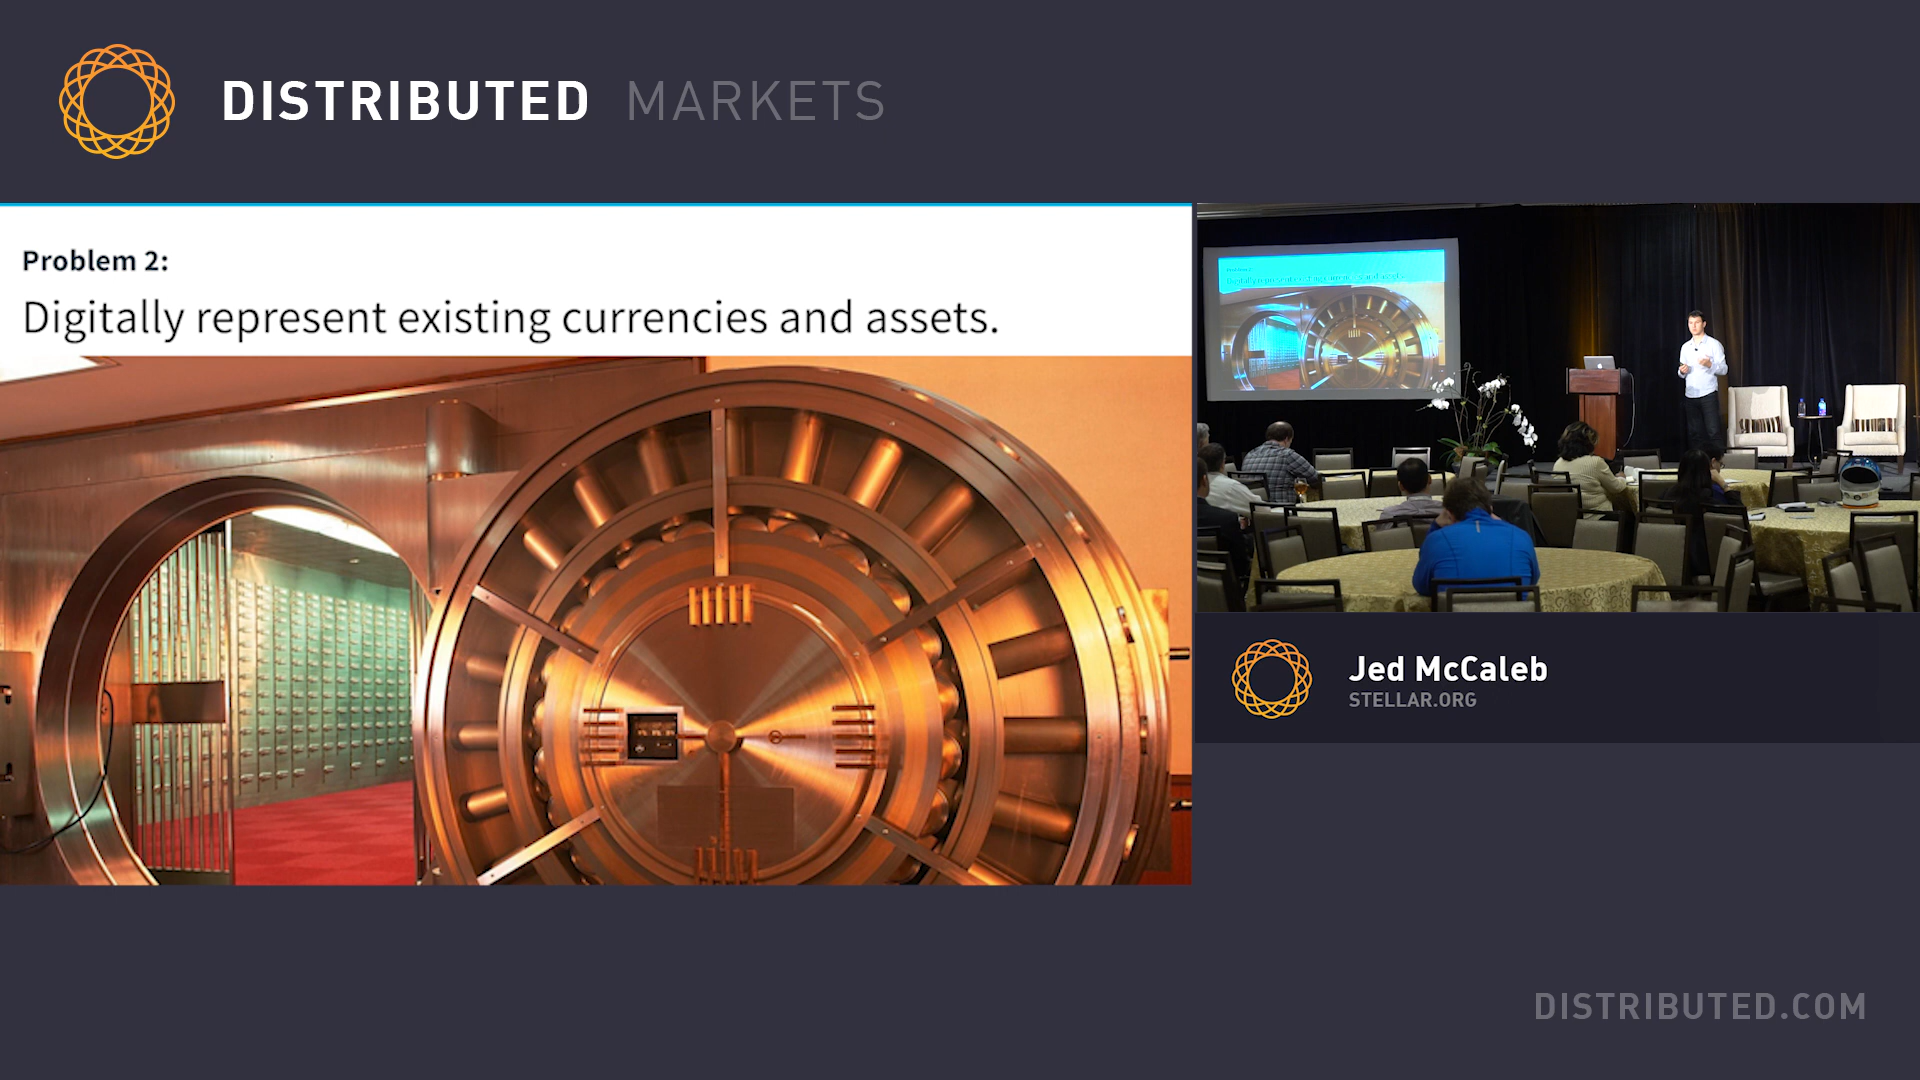 DISTRIBUTED MARKETS
Problem 2:
Digitally represent existing currencies and assets.
Jed McCaleb
STELLAR.ORG
DISTRIBUTED.COM